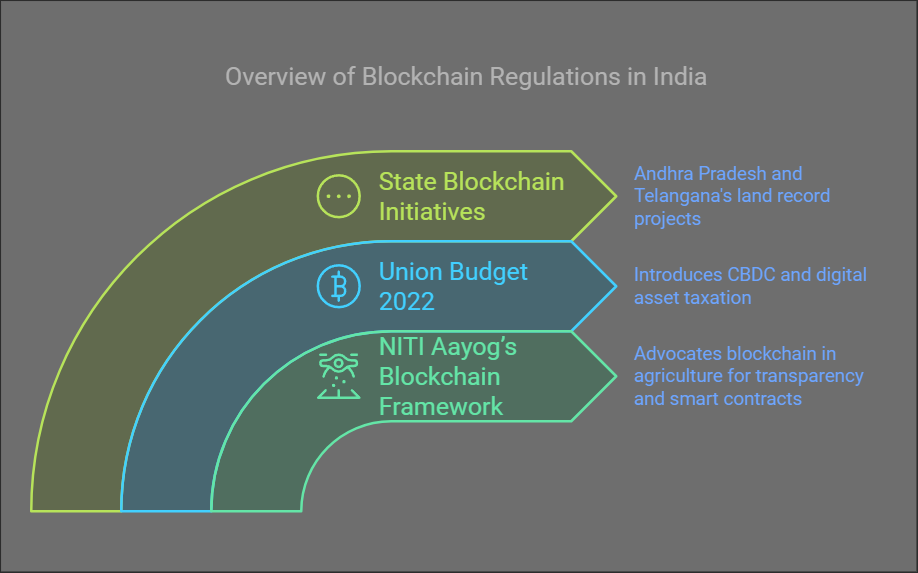 Overview of Blockchain Regulations in India
State Blockchain
Initiatives
Andhra Pradesh and
Telangana's land record
projects
Union Budget
2022
Introduces CBDC and digital
asset taxation
NITI Aayog’s
Blockchain
Framework
Advocates blockchain in
agriculture for transparency
and smart contracts